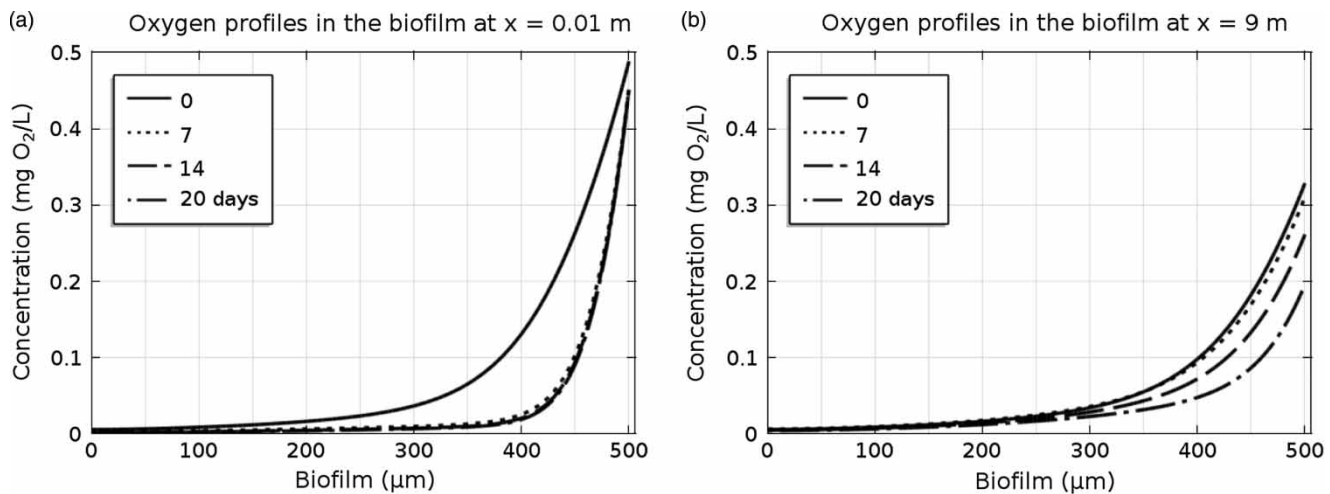 (a)
Oxygen profiles in the biofilm at x = 0.01 m
0.5
0.4
0.3
0.2
0.1
0
Concentration (mg O₂/L)
0
7
14
20 days
0 100 200 300 400 500
Biofilm (μm)
(b)
Oxygen profiles in the biofilm at x = 9 m
0.5
0.4
0.3
0.2
0.1
0
Concentration (mg O₂/L)
0
7
14
20 days
0 100 200 300 400 500
Biofilm (μm)